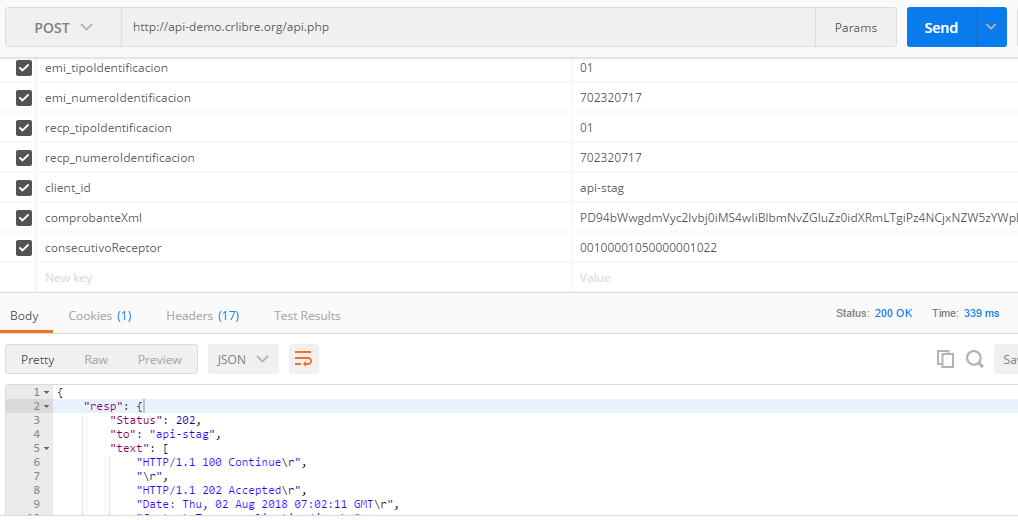 POST http://api-demo.crlibre.org/api.php Params Send
emi_tipoIdentificacion 01
emi_numeroIdentificacion 702320717
recp_tipoIdentificacion 01
recp_numeroIdentificacion 702320717
client_id api-stag
comprobanteXml PD94bWwgdmVyc2lvbj0iMS4wIiBlbmNvZGluZz0idXRmLTgiPz4NCjxNZW5zYWpl
consecutivoReceptor 00100001050000001022
New key Value
Body Cookies (1) Headers (17) Test Results Status: 200 OK Time: 339 ms
Pretty Raw Preview JSON Sa
1 {
2 "resp": {
3 "Status": 202,
4 "to": "api-stag",
5 "text": [
6 "HTTP/1.1 100 Continue\r",
7 "\r",
8 "HTTP/1.1 202 Accepted\r",
9 "Date: Thu, 02 Aug 2018 07:02:11 GMT\r",